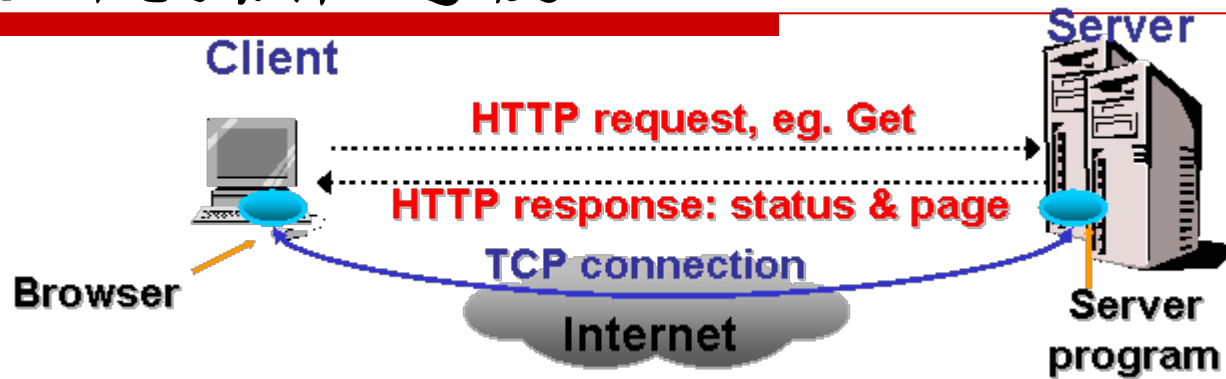 Server
Client
HTTP request, eg. Get
HTTP response: status & page
TCP connection
Browser
Internet
Server
program